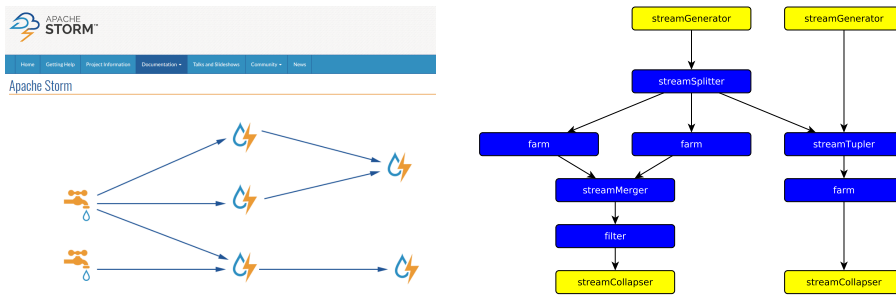 APACHE
STORM™
Home Getting Help Project Information Documentation Talks and Slideshows Community News
Apache Storm
streamGenerator streamGenerator
streamSplitter
farm farm streamTupler
streamMerger farm
filter
streamCollapser streamCollapser